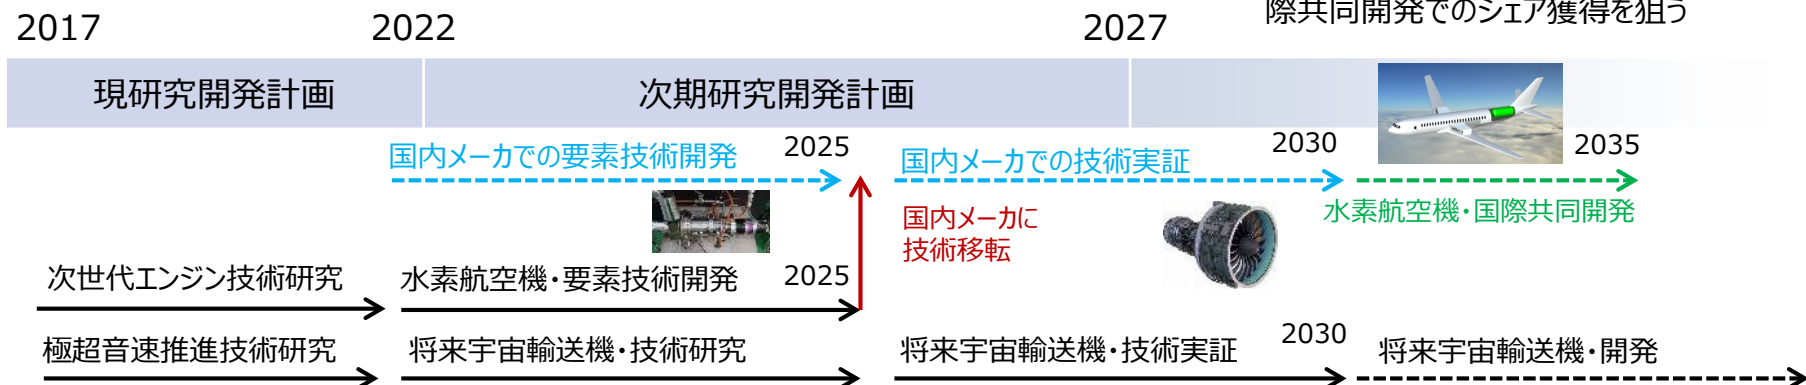 際共同開発でのシェア獲得を狙う
2017
2022
2027
現研究開発計画
次期研究開発計画
国内メーカでの要素技術開発
2025
国内メーカでの技術実証
2030
2035
国内メーカに
技術移転
水素航空機・国際共同開発
次世代エンジン技術研究
水素航空機・要素技術開発
2025
極超音速推進技術研究
将来宇宙輸送機・技術研究
将来宇宙輸送機・技術実証
2030
将来宇宙輸送機・開発